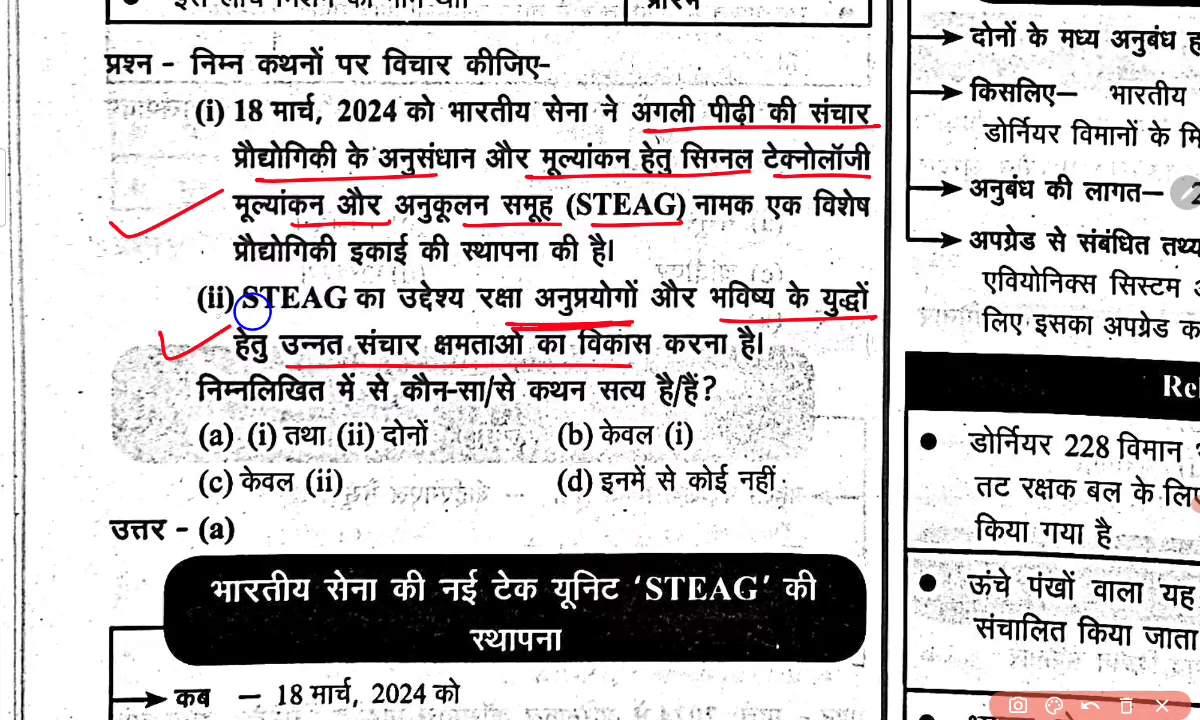 प्रारंभ
प्रश्न - निम्न कथनों पर विचार कीजिए-
(i) 18 मार्च, 2024 को भारतीय सेना ने अगली पीढ़ी की संचार
प्रौद्योगिकी के अनुसंधान और मूल्यांकन हेतु सिग्नल टेक्नोलॉजी
मूल्यांकन और अनुकूलन समूह (STEAG) नामक एक विशेष
प्रौद्योगिकी इकाई की स्थापना की है।
(ii) STEAG का उद्देश्य रक्षा अनुप्रयोगों और भविष्य के युद्धों
हेतु उन्नत संचार क्षमताओं का विकास करना है।
निम्नलिखित में से कौन-सा/से कथन सत्य है/हैं?
(a) (i) तथा (ii) दोनों (b) केवल (i)
(c) केवल (ii) (d) इनमें से कोई नहीं
उत्तर - (a)
भारतीय सेना की नई टेक यूनिट ‘STEAG’ की
स्थापना
कब – 18 मार्च, 2024 को
दोनों के मध्य अनुबंध
किसलिए– भारतीय
डोर्नियर विमानों के
अनुबंध की लागत–
अपग्रेड से संबंधित तथ्य
एवियोनिक्स सिस्टम
लिए इसका अपग्रेड
डोर्नियर 228 विमान
तट रक्षक बल के
किया गया है
ऊंचे पंखों वाला यह
संचालित किया जाता